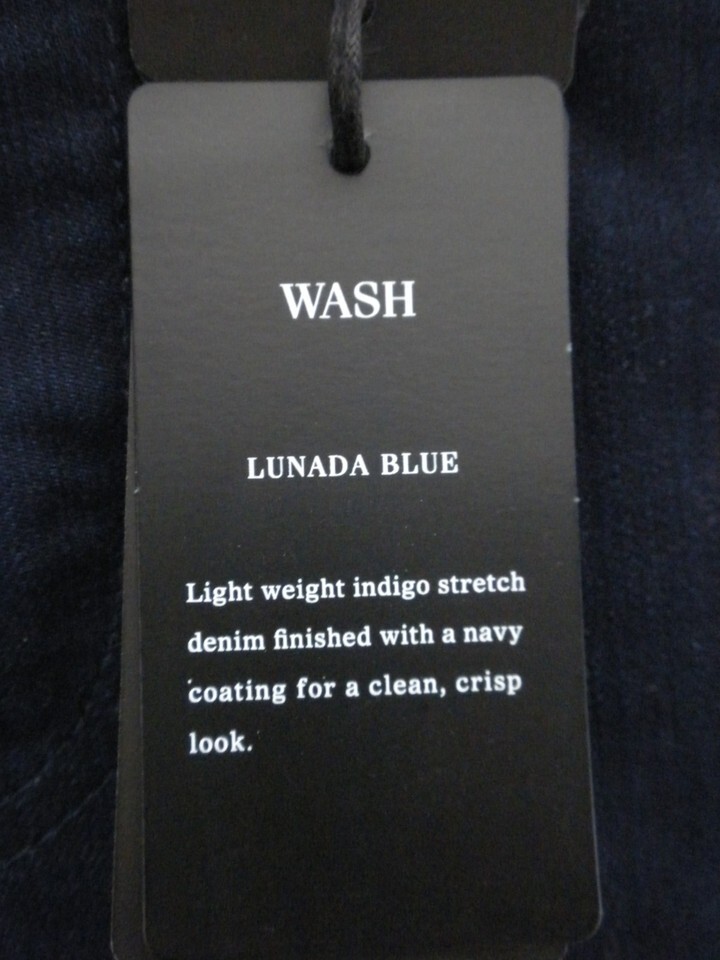 WASH
LUNADA BLUE
Light weight indigo stretch
denim finished with a navy
coating for a clean, crisp
look.